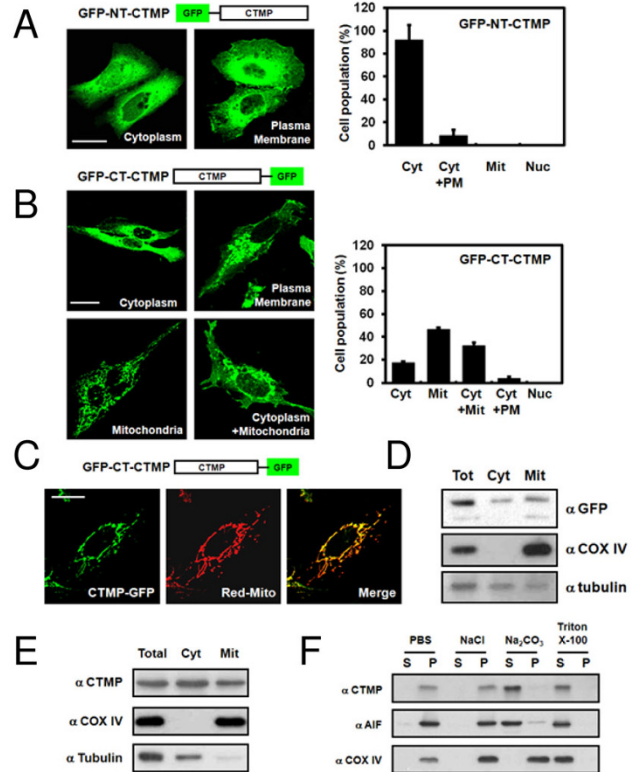 A
GFP-NT-CTMP GFP CTMP
Cytoplasm
Plasma
Membrane
GFP-NT-CTMP
Cell population (%)
120
100
80
60
40
20
0
Cyt Cyt Mit Nuc
+PM
B
GFP-CT-CTMP CTMP GFP
Cytoplasm
Plasma
Membrane
Mitochondria
Cytoplasm
+Mitochondria
GFP-CT-CTMP
Cell population (%)
120
100
80
60
40
20
0
Cyt Mit Cyt Cyt Nuc
+Mit +PM
C
GFP-CT-CTMP CTMP GFP
CTMP-GFP
Red-Mito
Merge
D
Tot Cyt Mit
α GFP
α COX IV
α tubulin
E
Total Cyt Mit
α CTMP
α COX IV
α Tubulin
F
PBS NaCl Na₂CO₃ Triton
X-100
S P S P S P S P
α CTMP
α AIF
α COX IV